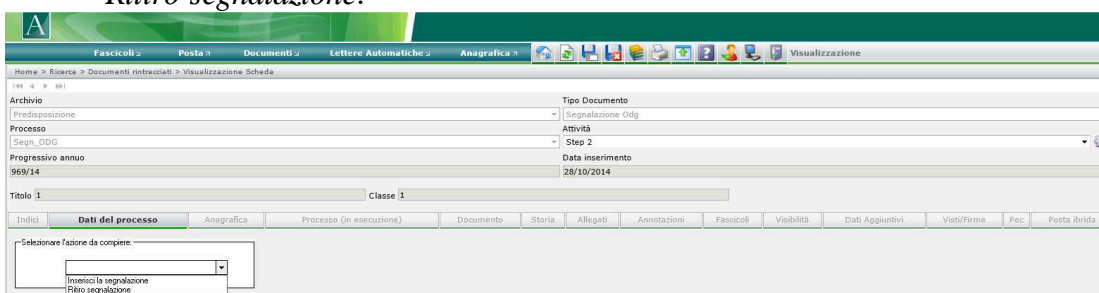 Ritiro segnalazione.
A
Fascicoli Posta Documenti Lettere Automatiche Anagrafica Visualizzazione
Home > Ricerca > Documenti rintracciati > Visualizzazione Scheda
Archivio Tipo Documento
Predisposizione Segnalazione Odg
Processo Attività
Segn_ODG Step 2
Progressivo annuo Data inserimento
969/14 28/10/2014
Titolo 1 Classe 1
Indici Dati del processo Anagrafica Processo (in esecuzione) Documento Storia Allegati Annotazioni Fascicoli Visibilità Dati Aggiuntivi Visti/Firme Pec Posta ibrida
Selezionare l'azione da compiere:
Inserisci la segnalazione
Ritiro segnalazione